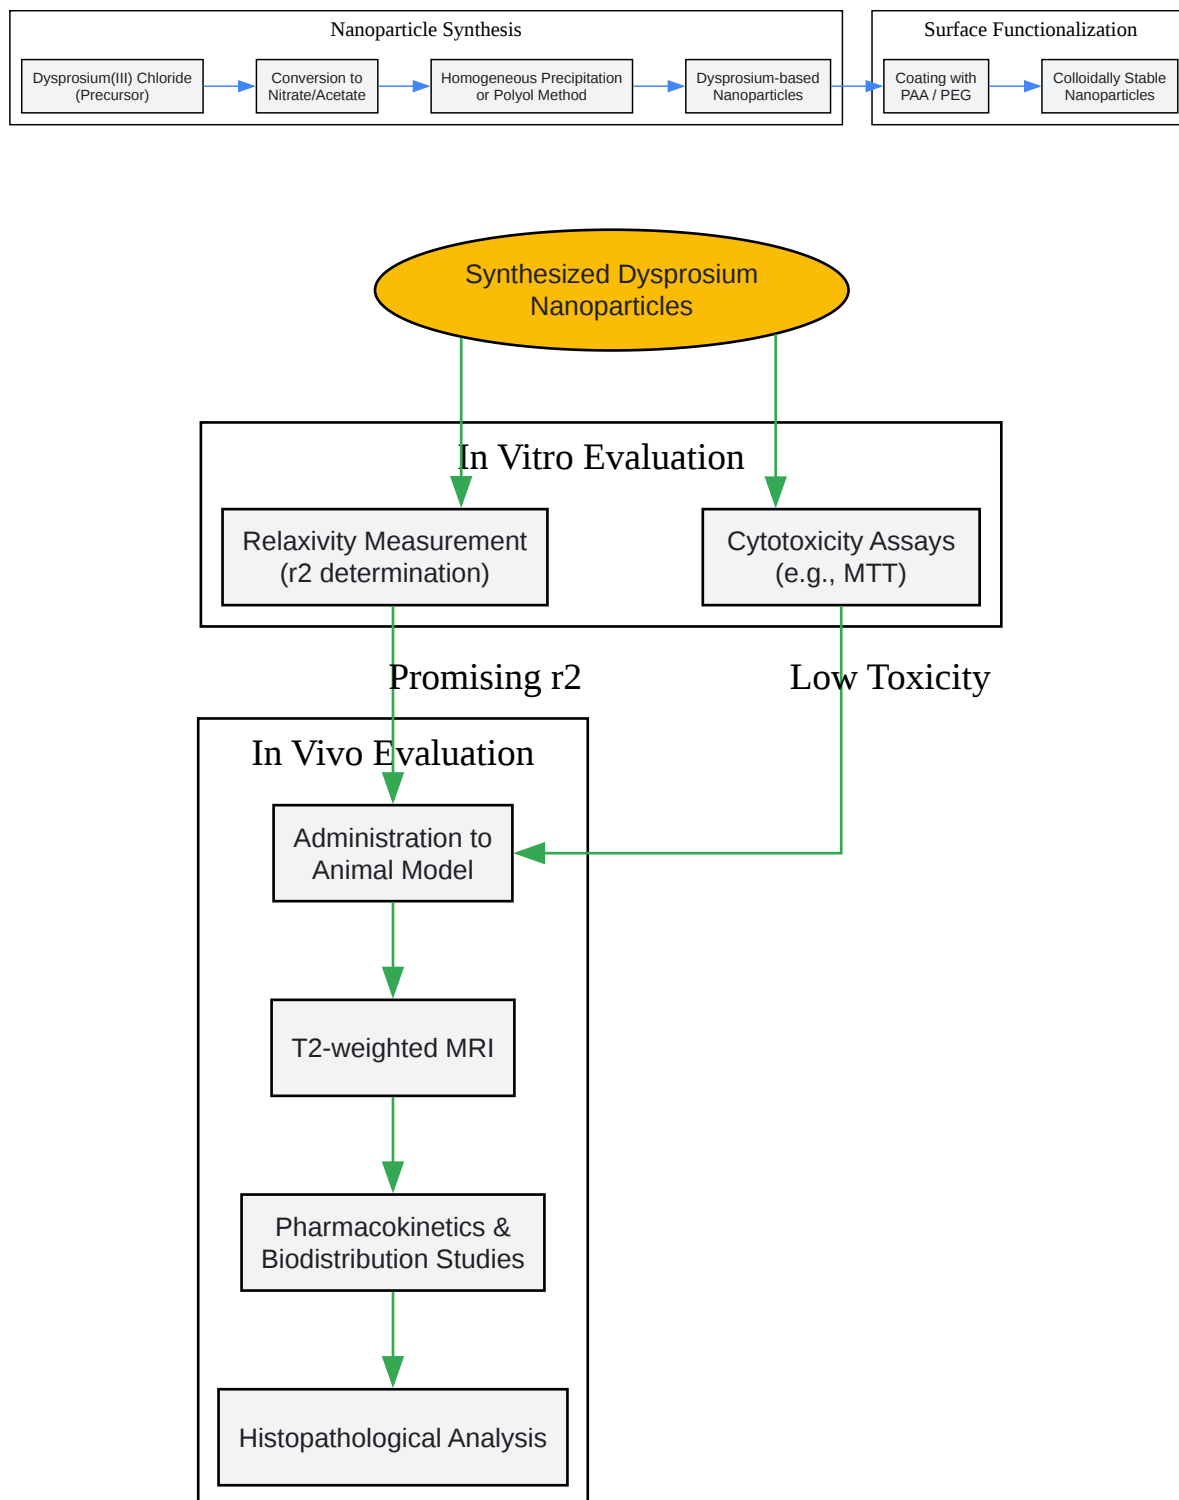 Nanoparticle Synthesis
Dysprosium(III) Chloride
(Precursor)
Conversion to
Nitrate/Acetate
Homogeneous Precipitation
or Polyol Method
Dysprosium-based
Nanoparticles
Surface Functionalization
Coating with
PAA / PEG
Colloidally Stable
Nanoparticles
Synthesized Dysprosium
Nanoparticles
In Vitro Evaluation
Relaxivity Measurement
(r2 determination)
Cytotoxicity Assays
(e.g., MTT)
Promising r2
Low Toxicity
In Vivo Evaluation
Administration to
Animal Model
T2-weighted MRI
Pharmacokinetics &
Biodistribution Studies
Histopathological Analysis